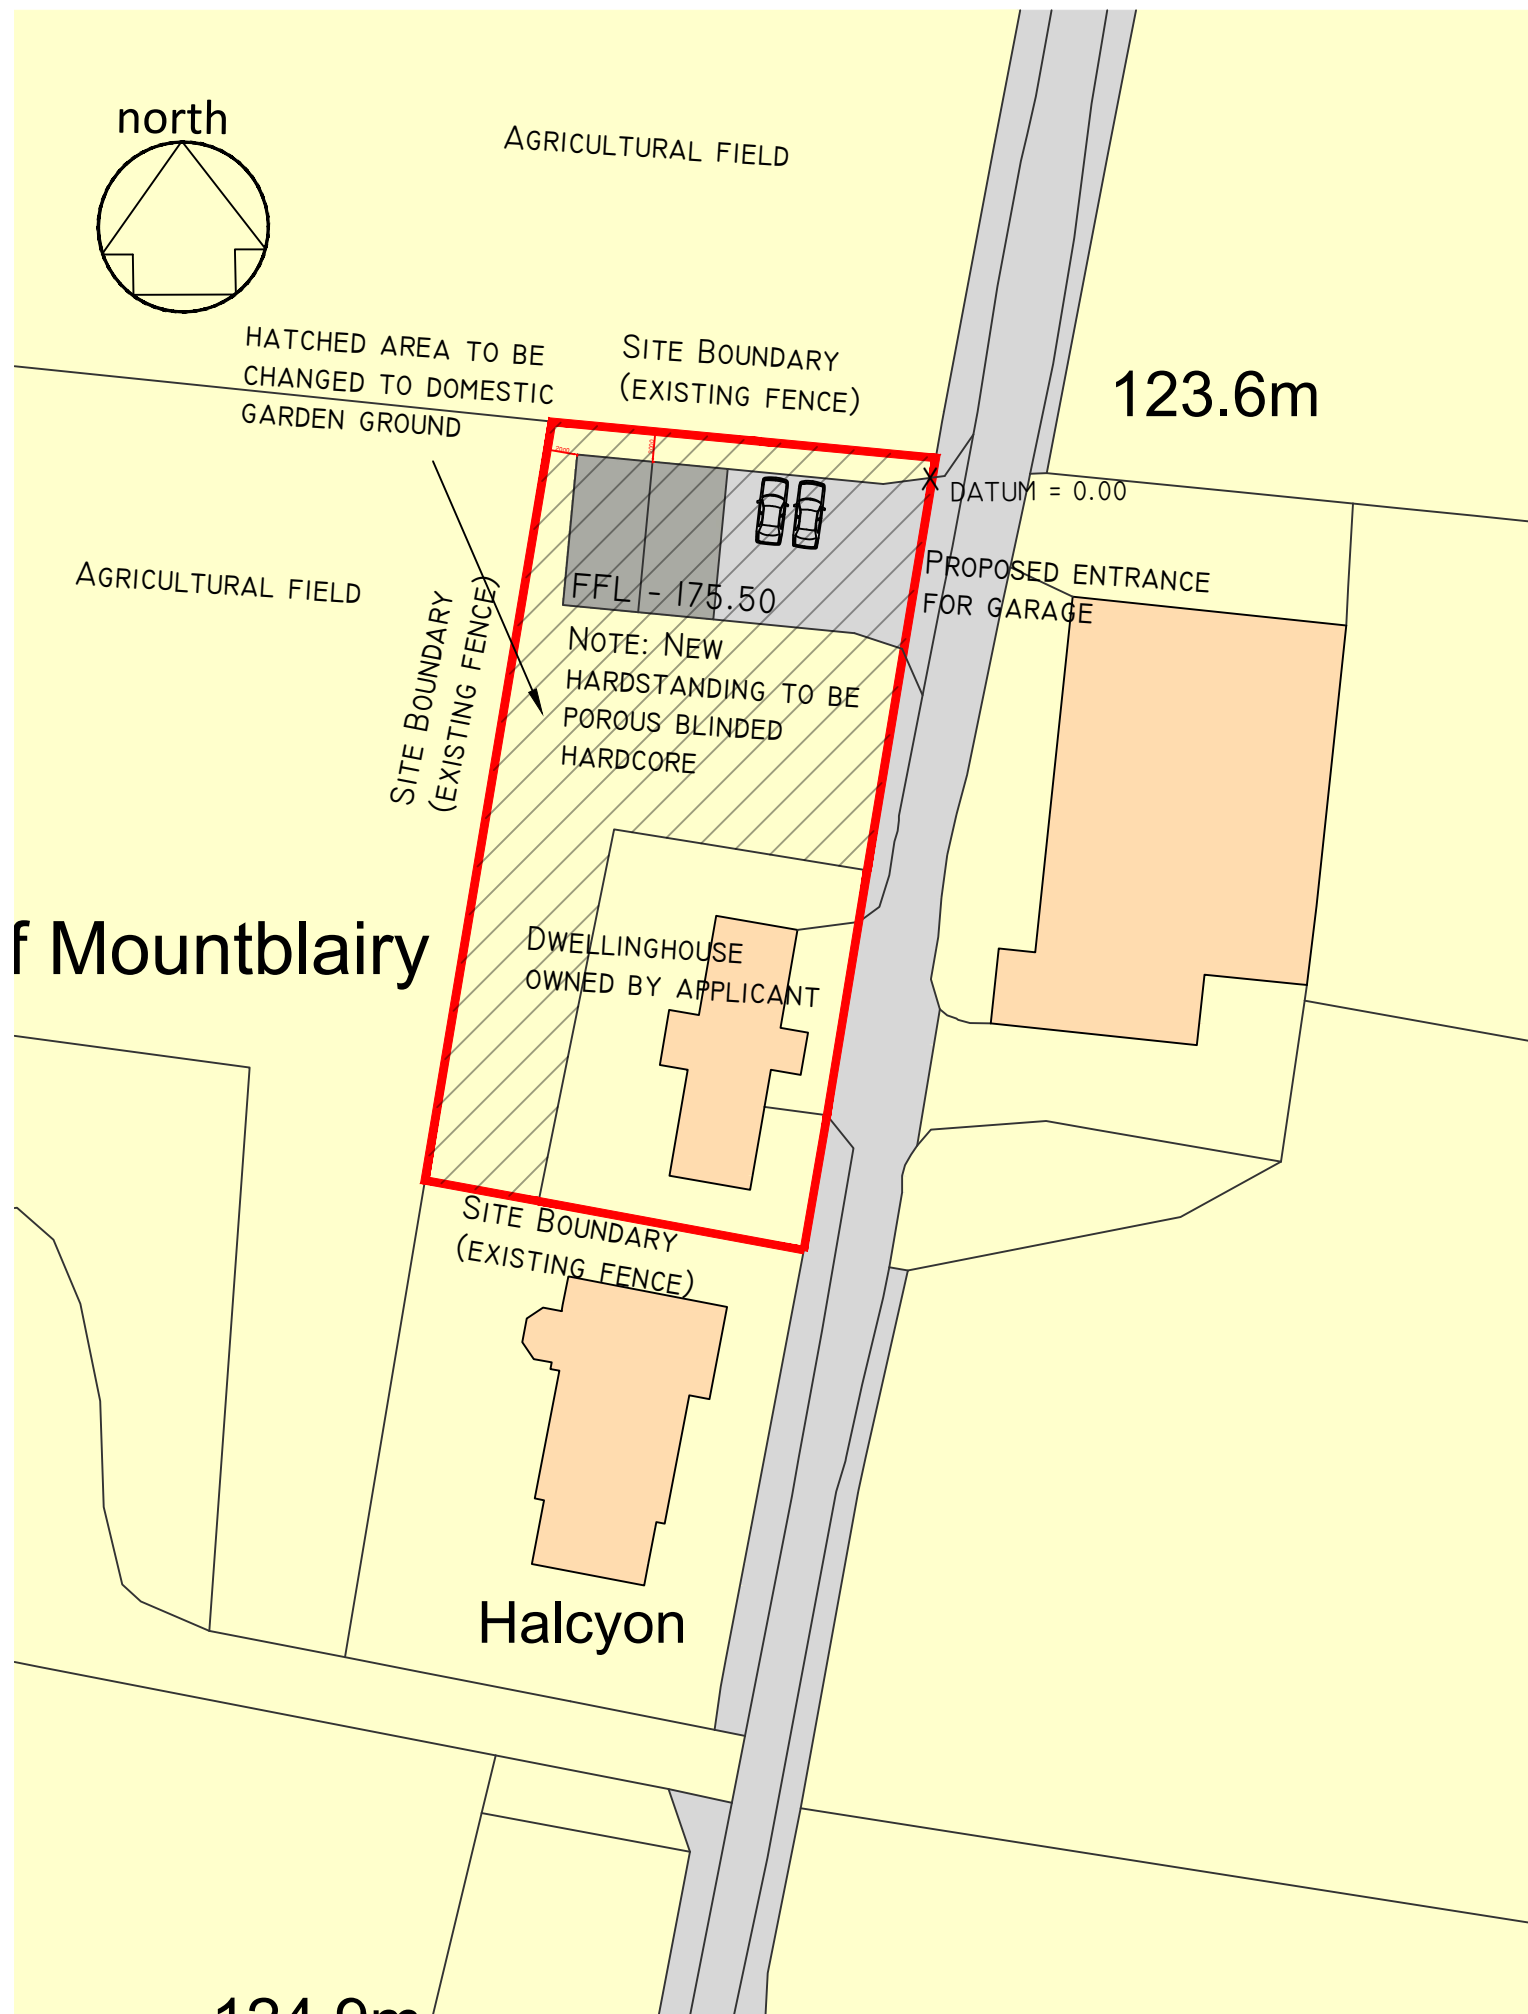 north
AGRICULTURAL FIELD
HATCHED AREA TO BE
CHANGED TO DOMESTIC
GARDEN GROUND
SITE BOUNDARY
(EXISTING FENCE)
123.6m
DATUM = 0.00
AGRICULTURAL FIELD
SITE BOUNDARY
(EXISTING FENCE)
FFL - 175.50
PROPOSED ENTRANCE
FOR GARAGE
NOTE: NEW
HARDSTANDING TO BE
POROUS BLINDED
HARDCORE
f Mountblairy
DWELLINGHOUSE
OWNED BY APPLICANT
SITE BOUNDARY
(EXISTING FENCE)
Halcyon
124.9m